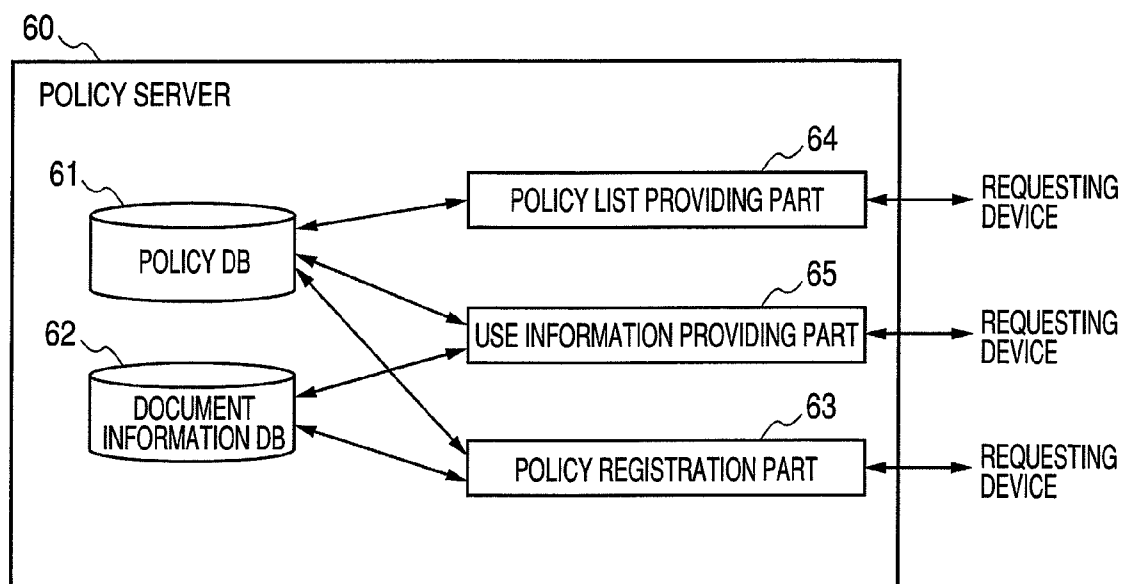 60
POLICY SERVER
61
POLICY DB
62
DOCUMENT
INFORMATION DB
64
POLICY LIST PROVIDING PART
REQUESTING
DEVICE
65
USE INFORMATION PROVIDING PART
REQUESTING
DEVICE
63
POLICY REGISTRATION PART
REQUESTING
DEVICE